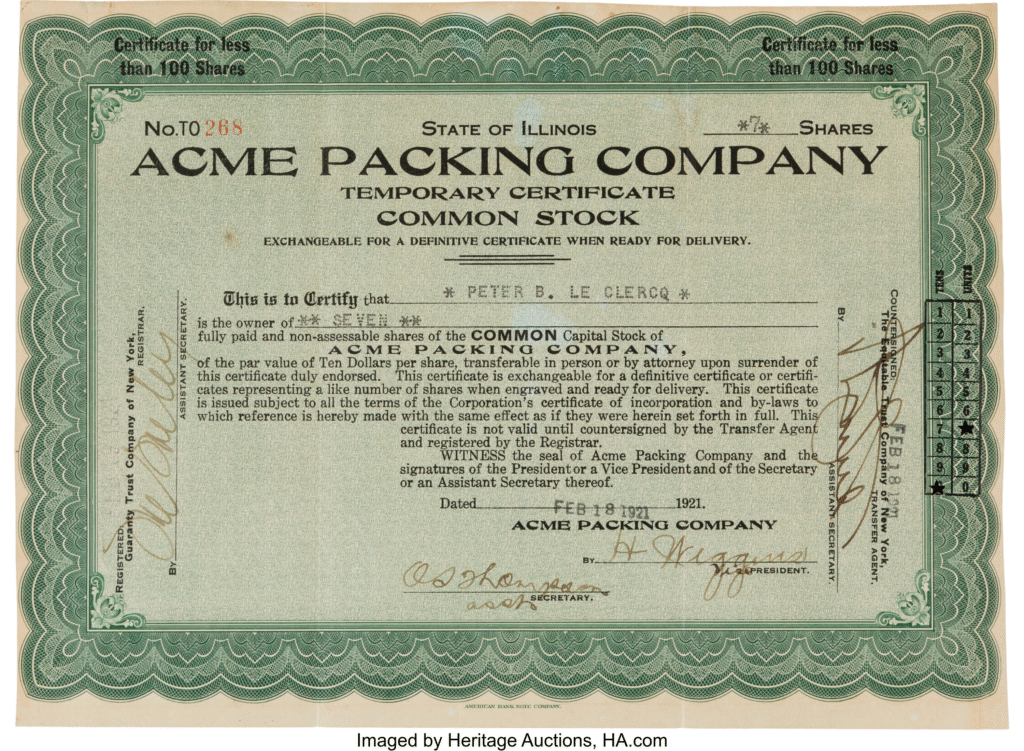 Certificate for less
than 100 Shares
Certificate for less
than 100 Shares
No.TO 268
STATE OF ILLINOIS
*7* SHARES
ACME PACKING COMPANY
TEMPORARY CERTIFICATE
COMMON STOCK
EXCHANGEABLE FOR A DEFINITIVE CERTIFICATE WHEN READY FOR DELIVERY.
This is to Certify that * PETER B. LE CLERCQ *
is the owner of ** SEVEN **
fully paid and non-assessable shares of the COMMON Capital Stock of
ACME PACKING COMPANY,
of the par value of Ten Dollars per share, transferable in person or by attorney upon surrender of
this certificate duly endorsed. This certificate is exchangeable for a definitive certificate or certifi-
cates representing a like number of shares when engraved and ready for delivery. This certificate
is issued subject to all the terms of the Corporation's certificate of incorporation and by-laws to
which reference is hereby made with the same effect as if they were herein set forth in full. This
certificate is not valid until countersigned by the Transfer Agent
and registered by the Registrar.
WITNESS the seal of Acme Packing Company and the
signatures of the President or a Vice President and of the Secretary
or an Assistant Secretary thereof.
Dated FEB 18 1921 1921.
ACME PACKING COMPANY
BY H Wiggins
Vice PRESIDENT.
OS Thompson
asst SECRETARY.
REGISTERED:
Guaranty Trust Company of New York,
REGISTRAR.
By
ASSISTANT SECRETARY.
COUNTERSIGNED:
The Equitable Trust Company of New York,
TRANSFER AGENT.
FEB 18 1921
BY
ASSISTANT SECRETARY.
TENS UNITS
1 1
2 2
3 3
4 4
5 5
6 6
7
8 8
9 9
0
AMERICAN BANK NOTE COMPANY.
Imaged by Heritage Auctions, HA.com